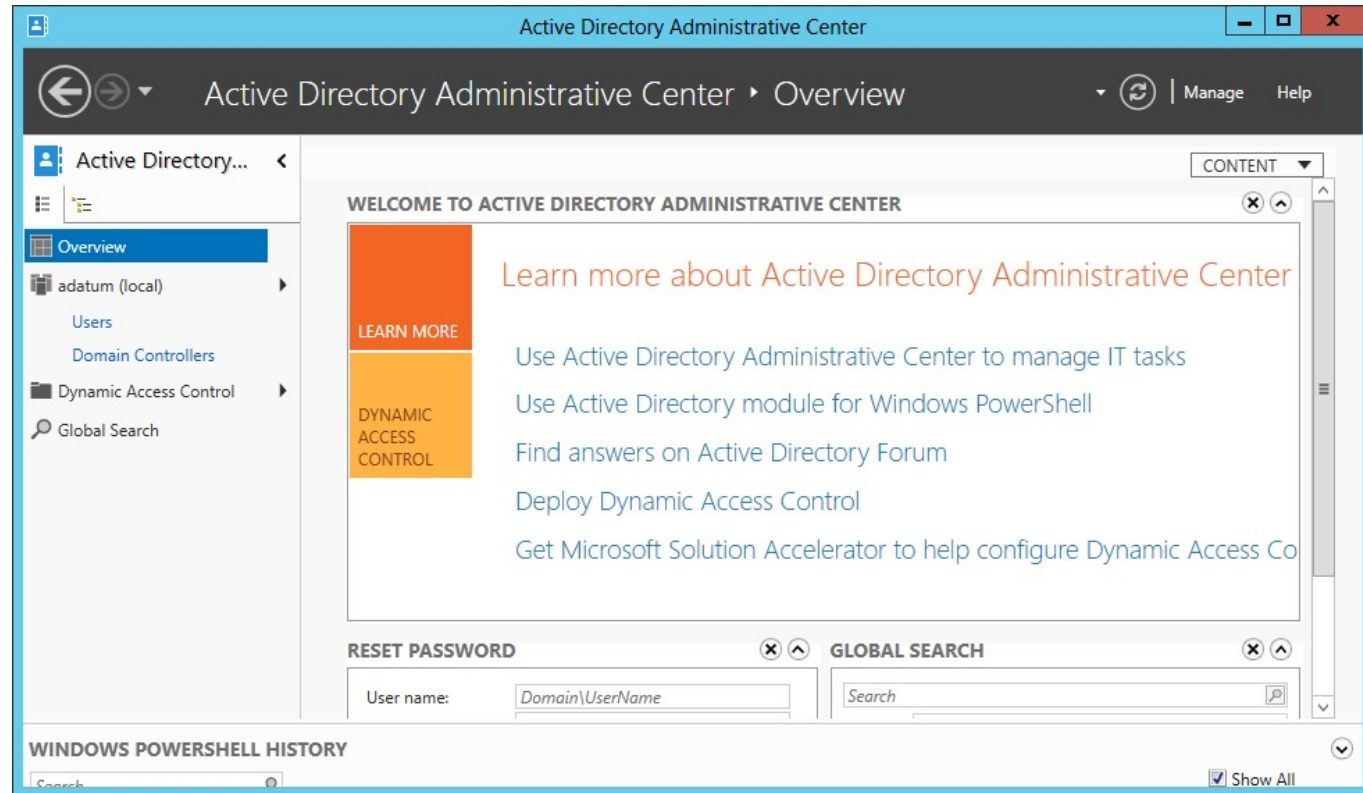 Active Directory Administrative Center
Active Directory Administrative Center ‣ Overview
Manage Help
Active Directory...
CONTENT
Overview
adatum (local)
Users
Domain Controllers
Dynamic Access Control
Global Search
WELCOME TO ACTIVE DIRECTORY ADMINISTRATIVE CENTER
LEARN MORE
DYNAMIC
ACCESS
CONTROL
Learn more about Active Directory Administrative Center
Use Active Directory Administrative Center to manage IT tasks
Use Active Directory module for Windows PowerShell
Find answers on Active Directory Forum
Deploy Dynamic Access Control
Get Microsoft Solution Accelerator to help configure Dynamic Access Co
RESET PASSWORD
User name: Domain\UserName
GLOBAL SEARCH
Search
WINDOWS POWERSHELL HISTORY
Search
Show All